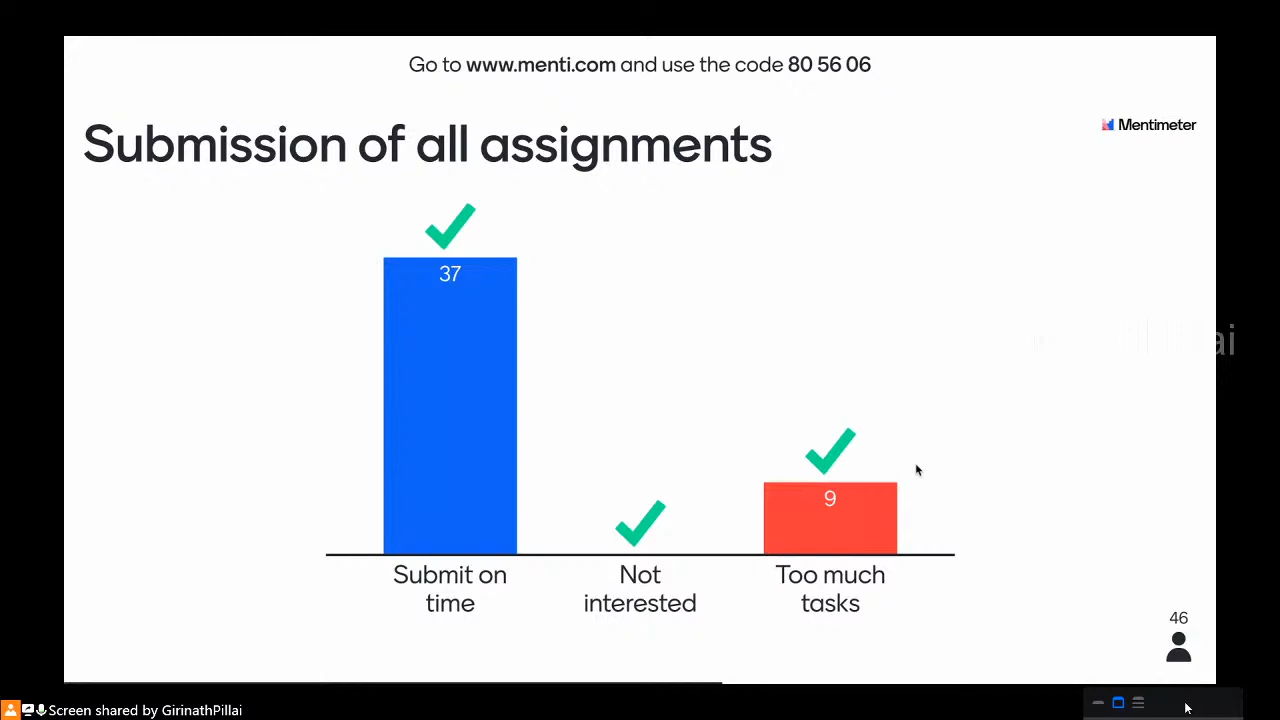 Go to www.menti.com and use the code 80 56 06
Mentimeter
Submission of all assignments
37
9
Submit on
time
Not
interested
Too much
tasks
46
Screen shared by GirinathPillai